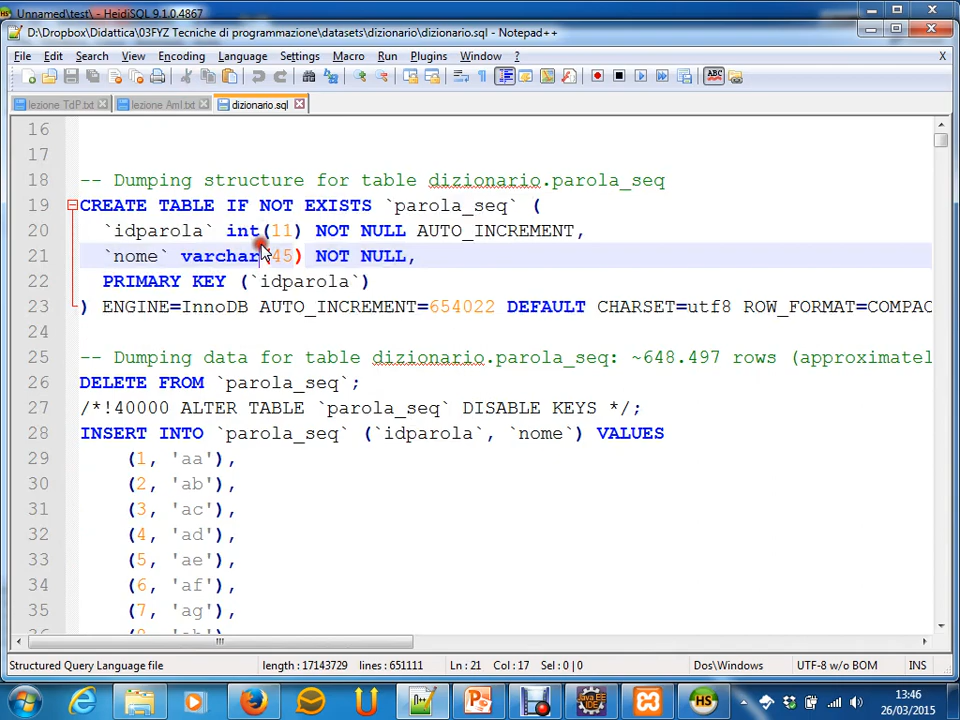 Unnamed\test\ - HeidiSQL 9.1.0.4867
D:\Dropbox\Didattica\03FYZ Tecniche di programmazione\datasets\dizionario\dizionario.sql - Notepad++
File Edit Search View Encoding Language Settings Macro Run Plugins Window ? X
lezione TdP.txt lezione AmI.txt dizionario.sql
16
17
18 -- Dumping structure for table dizionario.parola_seq
19 CREATE TABLE IF NOT EXISTS `parola_seq` (
20 `idparola` int(11) NOT NULL AUTO_INCREMENT,
21 `nome` varchar(45) NOT NULL,
22 PRIMARY KEY (`idparola`)
23 ) ENGINE=InnoDB AUTO_INCREMENT=654022 DEFAULT CHARSET=utf8 ROW_FORMAT=COMPAC
24
25 -- Dumping data for table dizionario.parola_seq: ~648.497 rows (approximatel
26 DELETE FROM `parola_seq`;
27 /*!40000 ALTER TABLE `parola_seq` DISABLE KEYS */;
28 INSERT INTO `parola_seq` (`idparola`, `nome`) VALUES
29 (1, 'aa'),
30 (2, 'ab'),
31 (3, 'ac'),
32 (4, 'ad'),
33 (5, 'ae'),
34 (6, 'af'),
35 (7, 'ag'),
Structured Query Language file length : 17143729 lines : 651111 Ln : 21 Col : 17 Sel : 0 | 0 Dos\Windows UTF-8 w/o BOM INS
13:46
26/03/2015